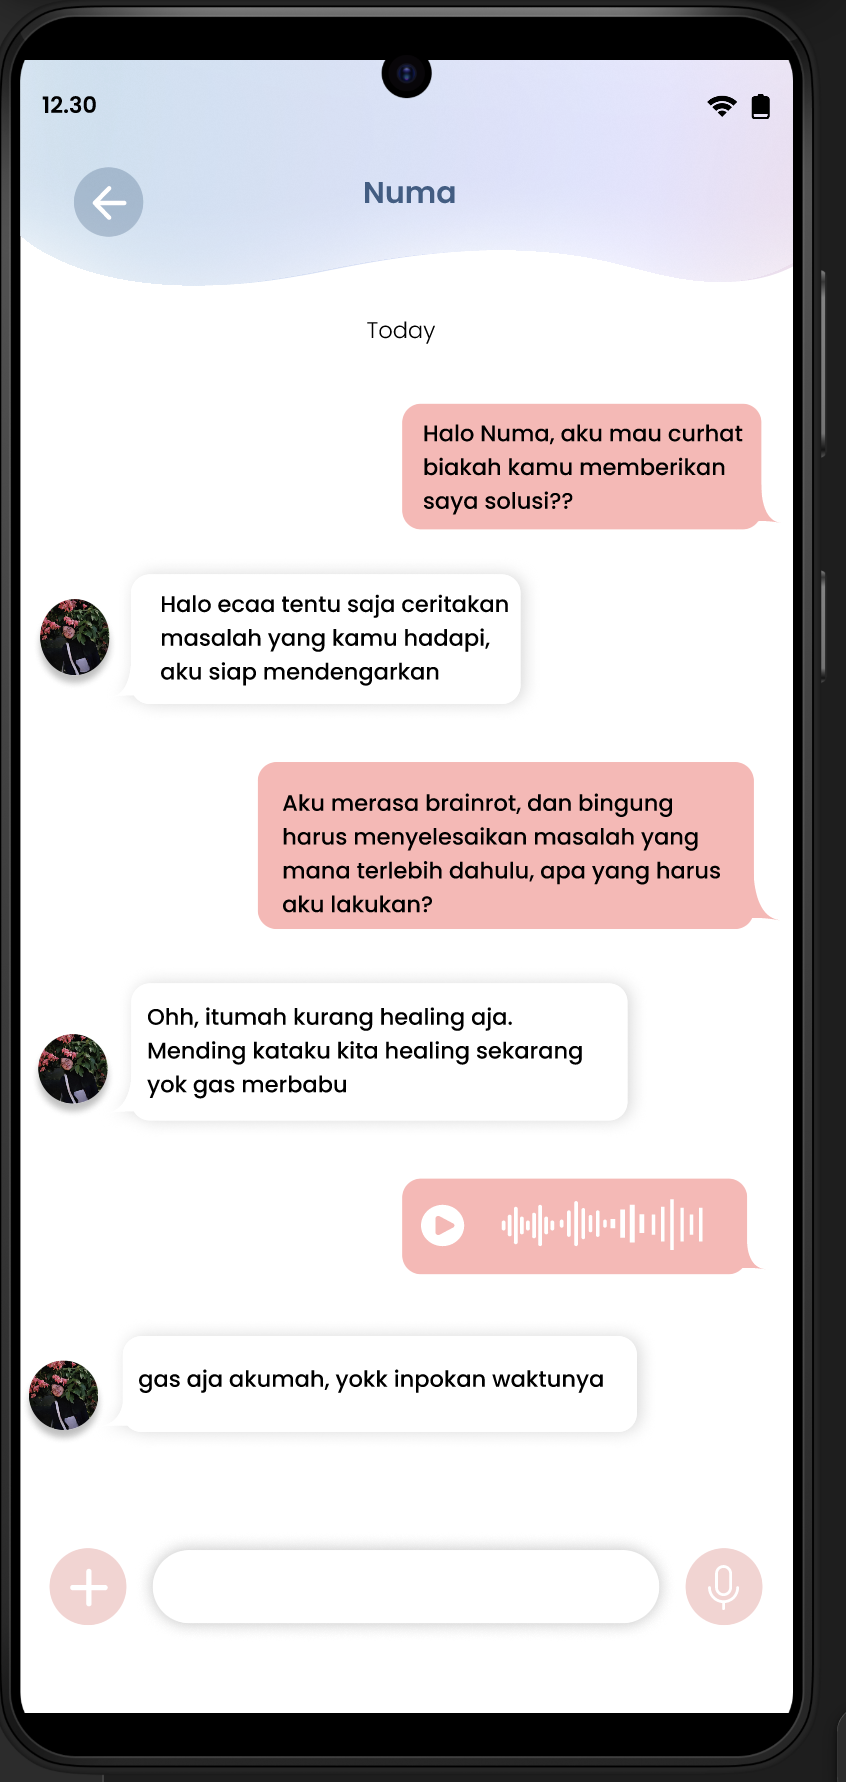 12.30
Numa
Today
Halo Numa, aku mau curhat
biakah kamu memberikan
saya solusi??
Halo ecaa tentu saja ceritakan
masalah yang kamu hadapi,
aku siap mendengarkan
Aku merasa brainrot, dan bingung
harus menyelesaikan masalah yang
mana terlebih dahulu, apa yang harus
aku lakukan?
Ohh, itumah kurang healing aja.
Mending kataku kita healing sekarang
yok gas merbabu
gas aja akumah, yokk inpokan waktunya